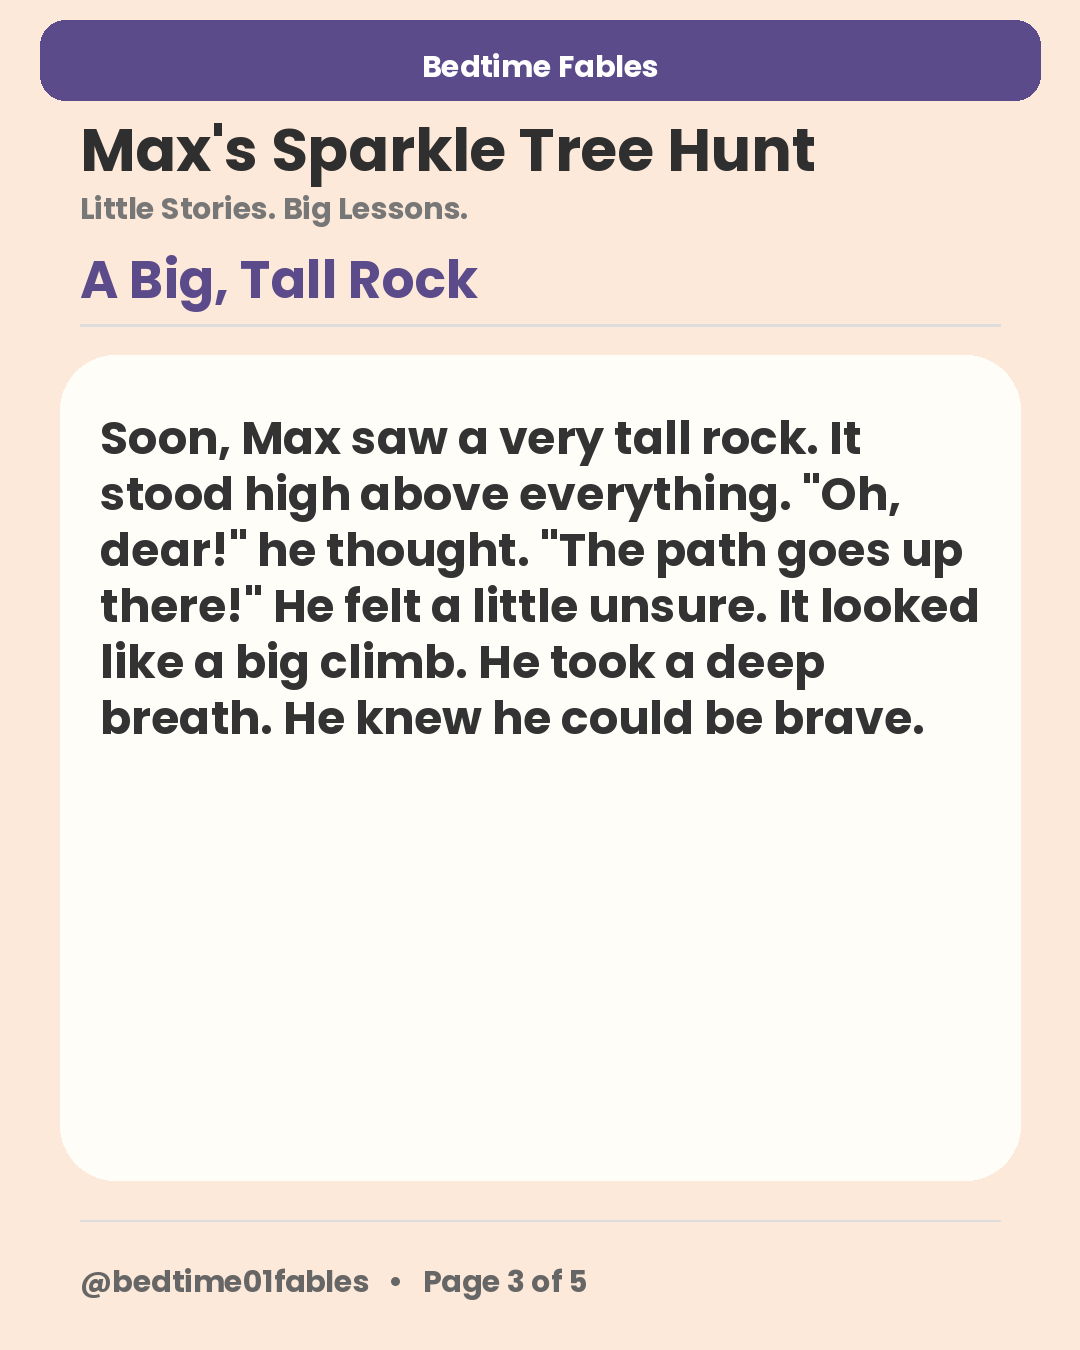 Bedtime Fables
Max's Sparkle Tree Hunt
Little Stories. Big Lessons.
A Big, Tall Rock
Soon, Max saw a very tall rock. It
stood high above everything. "Oh,
dear!" he thought. "The path goes up
there!" He felt a little unsure. It looked
like a big climb. He took a deep
breath. He knew he could be brave.
@bedtime01fables • Page 3 of 5